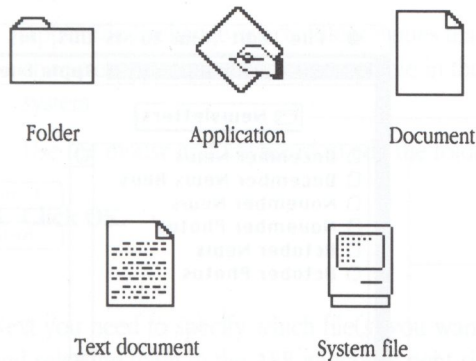 Folder
Application
Document
Text document
System file